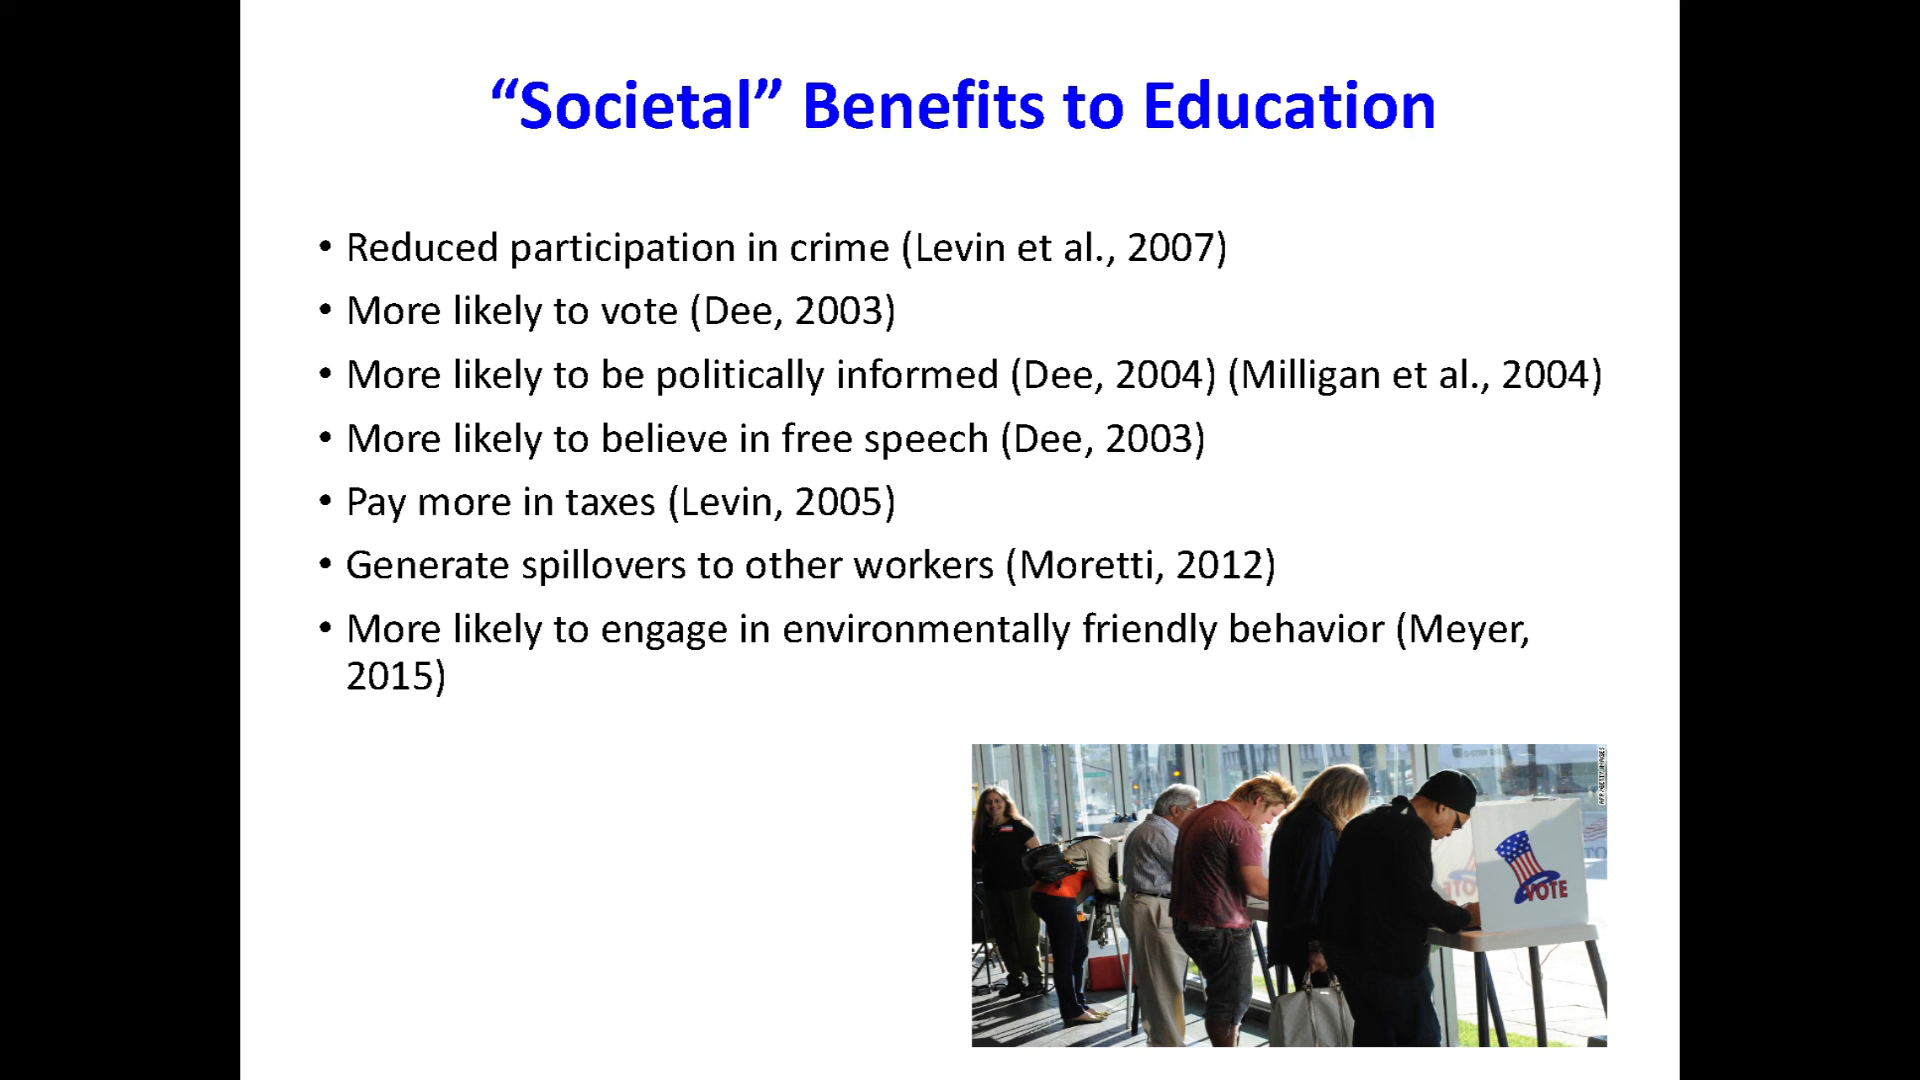 “Societal” Benefits to Education
• Reduced participation in crime (Levin et al., 2007)
• More likely to vote (Dee, 2003)
• More likely to be politically informed (Dee, 2004) (Milligan et al., 2004)
• More likely to believe in free speech (Dee, 2003)
• Pay more in taxes (Levin, 2005)
• Generate spillovers to other workers (Moretti, 2012)
• More likely to engage in environmentally friendly behavior (Meyer,
2015)
AFP/GETTY IMAGES
VOTE